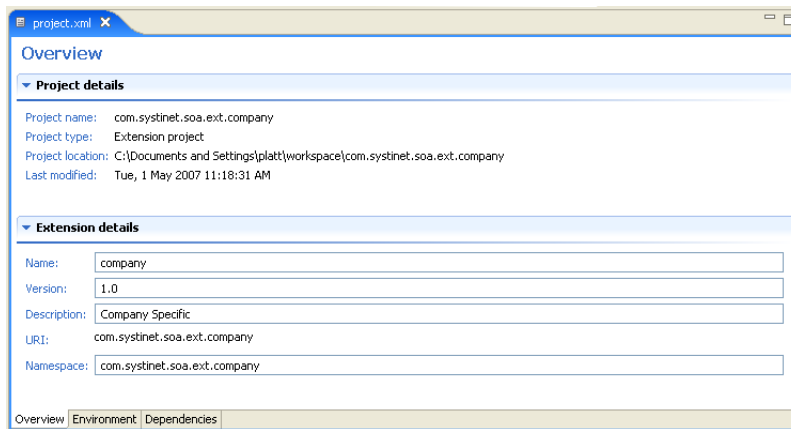 project.xml
Overview
Project details
Project name: com.systinet.soa.ext.company
Project type: Extension project
Project location: C:\Documents and Settings\platt\workspace\com.systinet.soa.ext.company
Last modified: Tue, 1 May 2007 11:18:31 AM
Extension details
Name: company
Version: 1.0
Description: Company Specific
URI: com.systinet.soa.ext.company
Namespace: com.systinet.soa.ext.company
Overview Environment Dependencies